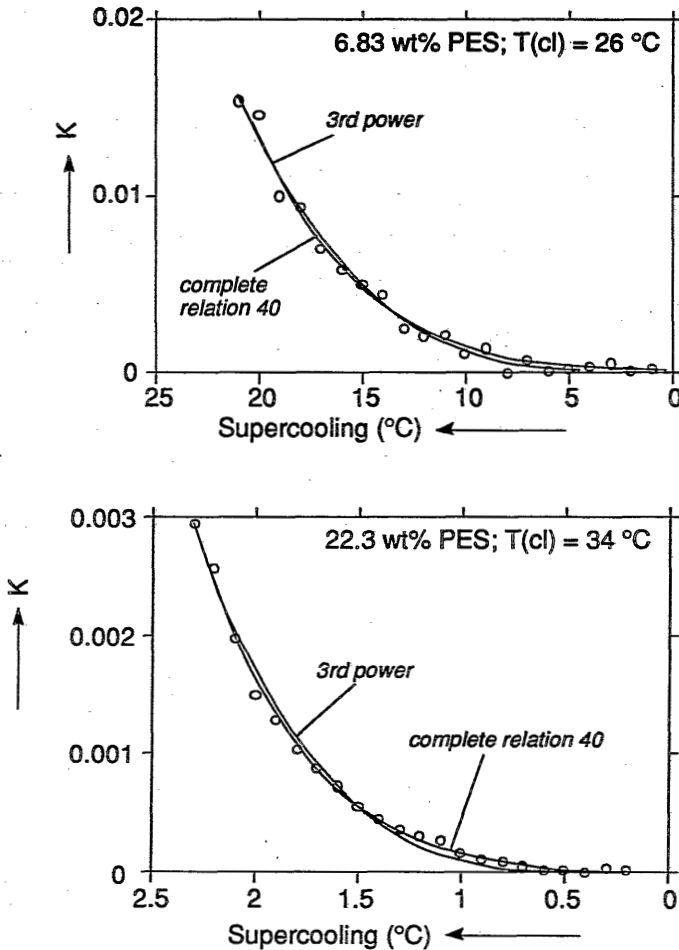 0.02
6.83 wt% PES; T(cl) = 26 °C
3rd power
K
0.01
complete
relation 40
0
25 20 15 10 5 0
Supercooling (°C)
0.003
22.3 wt% PES; T(cl) = 34 °C
K
0.002
3rd power
complete relation 40
0.001
0
2.5 2 1.5 1 0.5 0
Supercooling (°C)